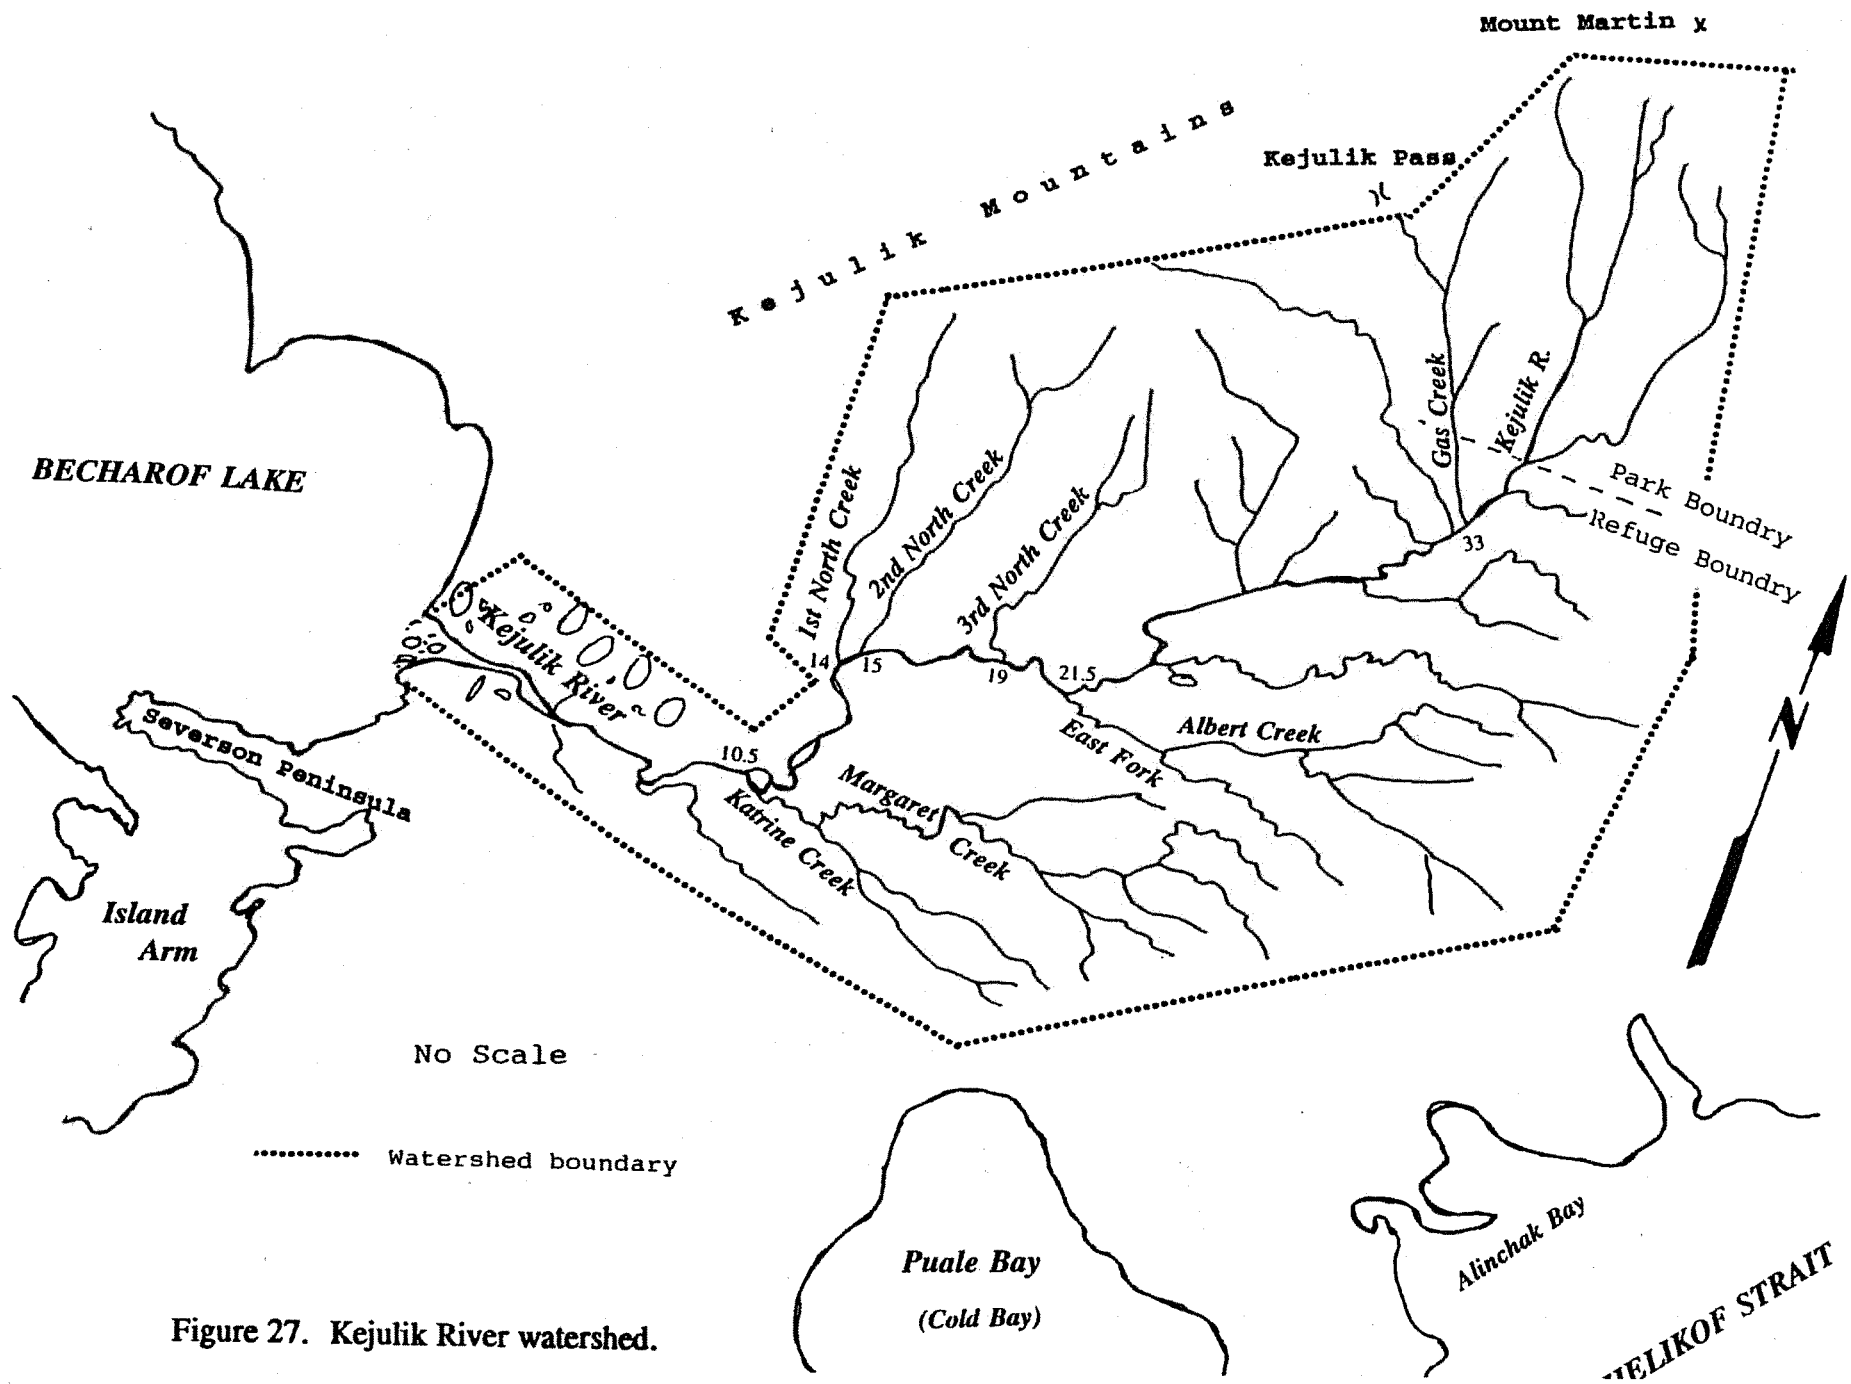 Mount Martin x
Kejulik Mountains
Kejulik Pass
Gas Creek
Kejulik R.
BECHAROF LAKE
1st North Creek
2nd North Creek
3rd North Creek
Park Boundry
Refuge Boundry
33
Kejulik River
14
15
19
21.5
N
Severson Peninsula
10.5
East Fork
Albert Creek
Katrine Creek
Margaret
Creek
Island
Arm
No Scale
Watershed boundary
Puale Bay
(Cold Bay)
Alinchak Bay
HELIKOF STRAIT
Figure 27. Kejulik River watershed.